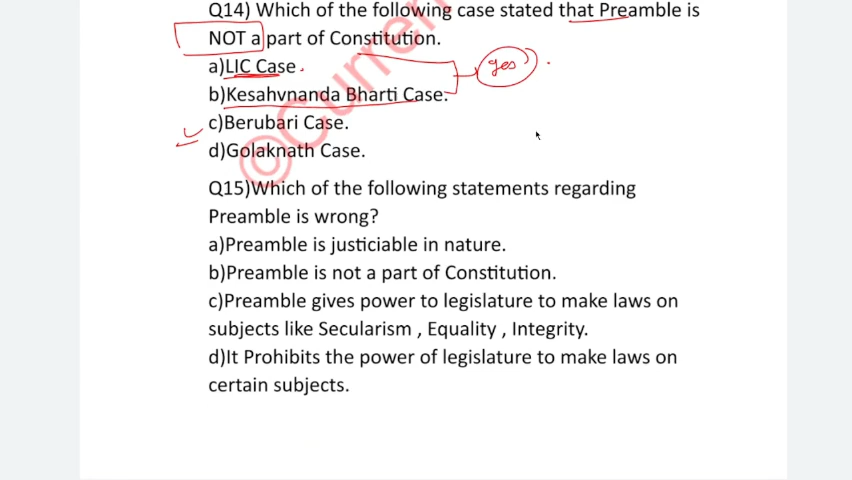 Q14) Which of the following case stated that Preamble is
NOT a part of Constitution.
a)LIC Case.
b)Kesahvnanda Bharti Case.
yes
c)Berubari Case.
d)Golaknath Case.
©Curren
Q15)Which of the following statements regarding
Preamble is wrong?
a)Preamble is justiciable in nature.
b)Preamble is not a part of Constitution.
c)Preamble gives power to legislature to make laws on
subjects like Secularism , Equality , Integrity.
d)It Prohibits the power of legislature to make laws on
certain subjects.